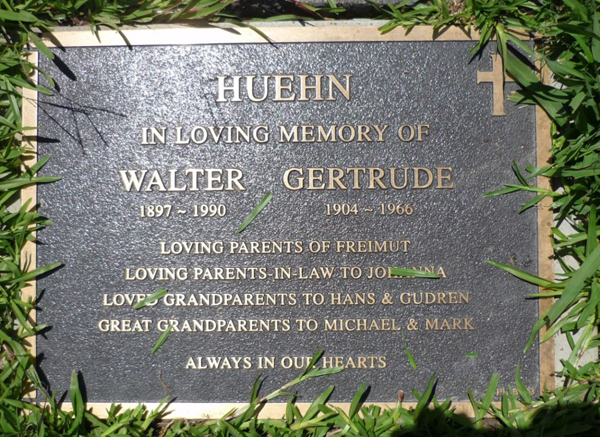 HUEHN
IN LOVING MEMORY OF
WALTER GERTRUDE
1897 ~ 1990 1904 ~ 1966
LOVING PARENTS OF FREIMUT
LOVING PARENTS-IN-LAW TO JOHANNA
LOVED GRANDPARENTS TO HANS & GUDREN
GREAT GRANDPARENTS TO MICHAEL & MARK
ALWAYS IN OUR HEARTS